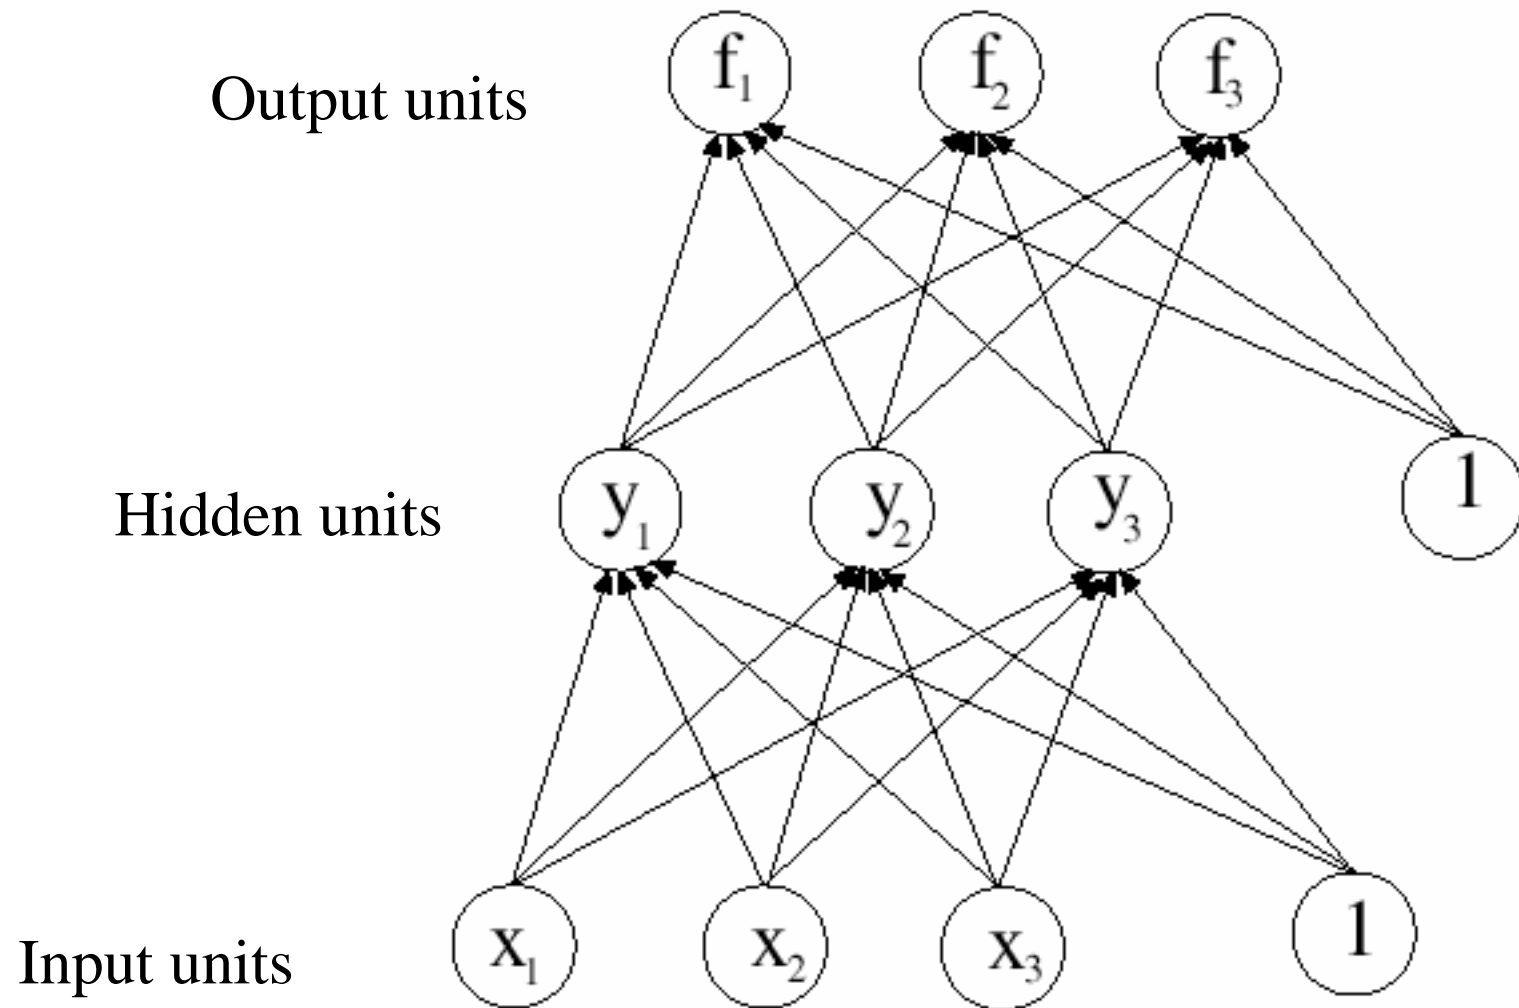 Output units f₁ f₂ f₃
Hidden units y₁ y₂ y₃ 1
Input units x₁ x₂ x₃ 1